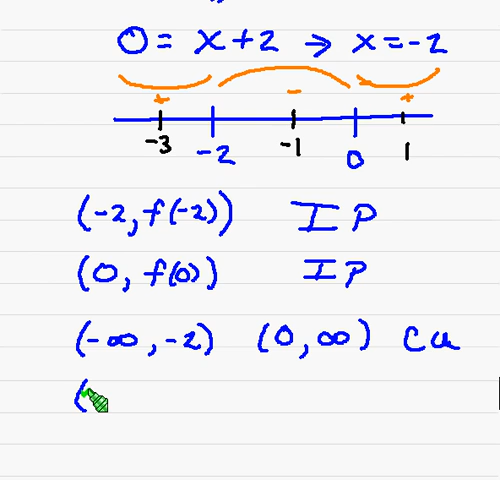 0 = x + 2 → x = -2
+ - +
-3 -2 -1 0 1
(-2, f(-2)) IP
(0, f(0)) IP
(-∞, -2) (0, ∞) CU
(